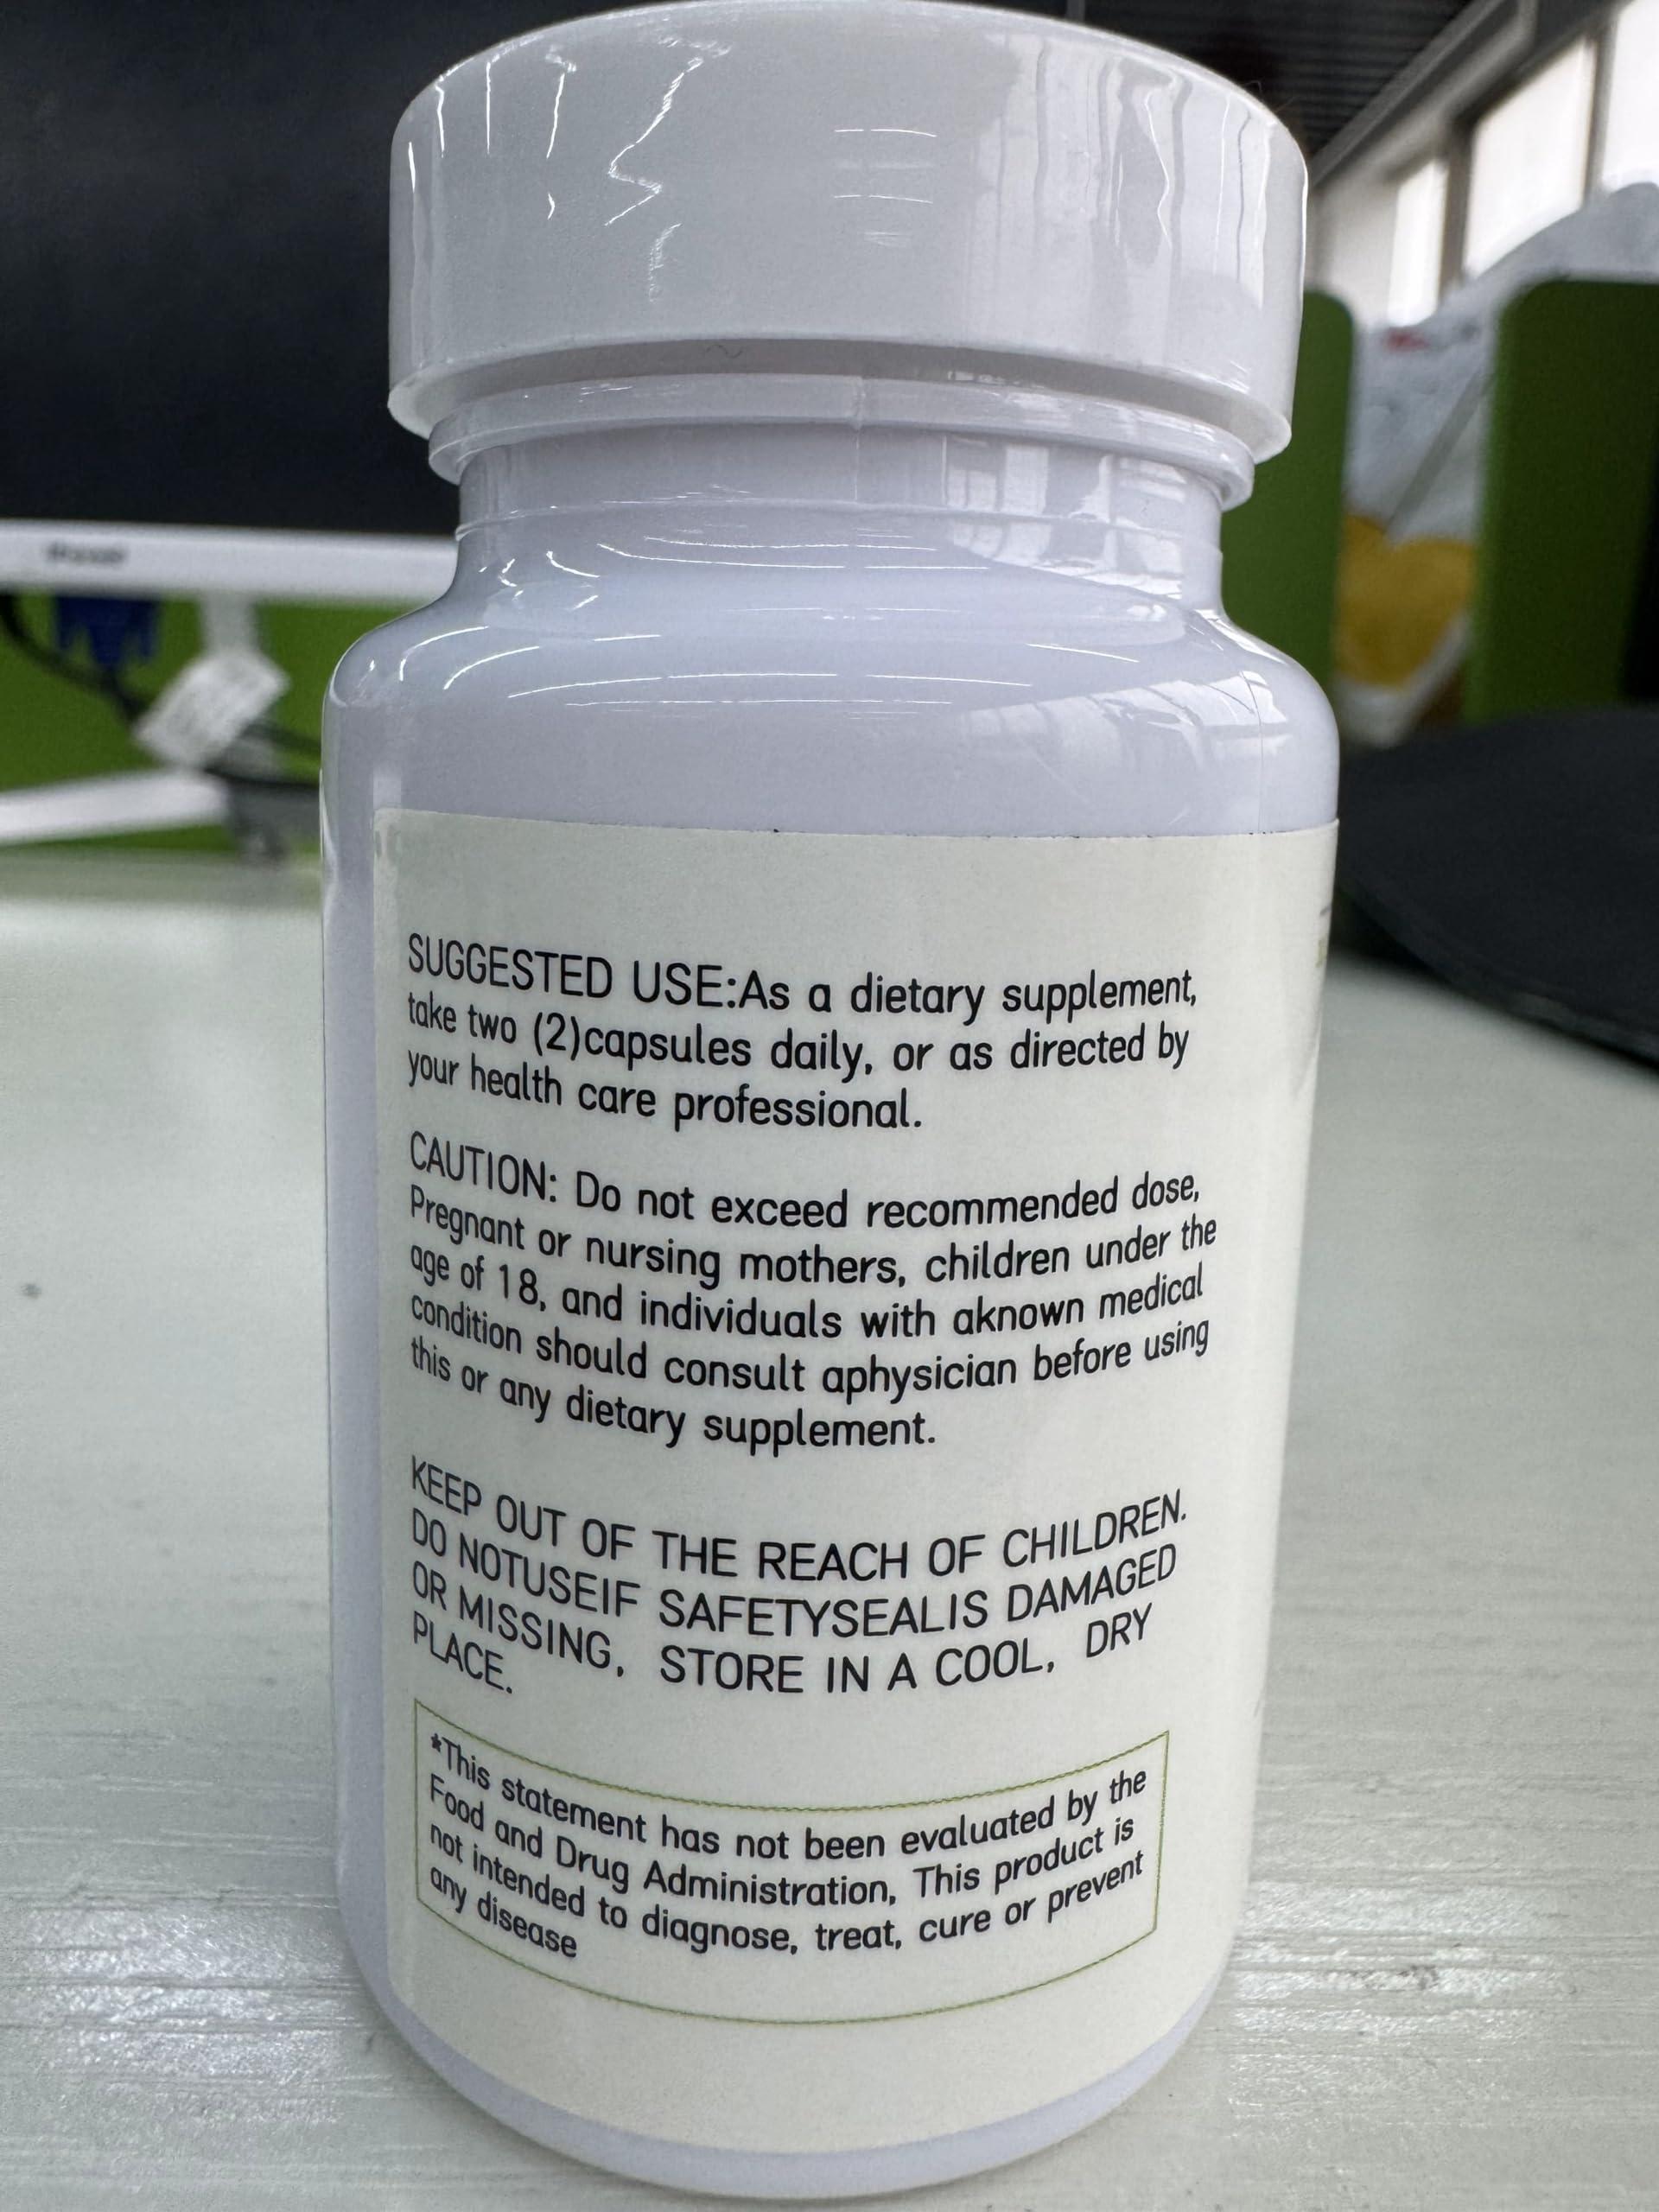 SUGGESTED USE:As a dietary supplement,
take two (2)capsules daily, or as directed by
your health care professional.
CAUTION: Do not exceed recommended dose,
Pregnant or nursing mothers, children under the
age of 18, and individuals with aknown medical
condition should consult aphysician before using
this or any dietary supplement.
KEEP OUT OF THE REACH OF CHILDREN.
DO NOTUSEIF SAFETYSEALIS DAMAGED
OR MISSING, STORE IN A COOL, DRY
PLACE.
*This statement has not been evaluated by the
Food and Drug Administration, This product is
not intended to diagnose, treat, cure or prevent
any disease